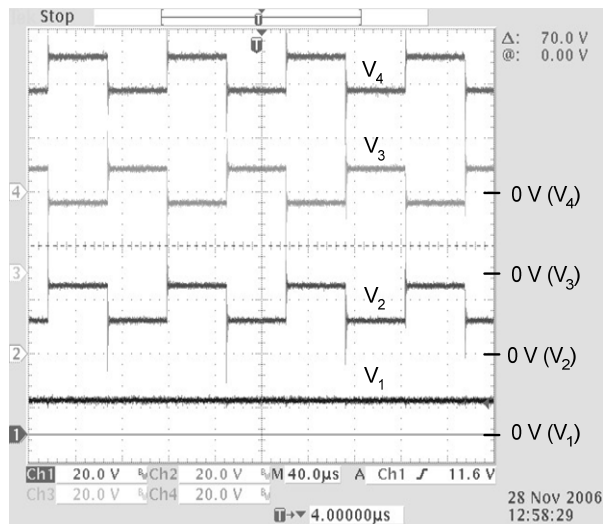 Stop
T
T
Δ: 70.0 V
@: 0.00 V
V4
V3
4
0 V (V4)
3
0 V (V3)
V2
2
0 V (V2)
V1
1
0 V (V1)
Ch1 20.0 V Ch2 20.0 V M 40.0µs A Ch1 11.6 V
Ch3 20.0 V Ch4 20.0 V
T 4.00000µs
28 Nov 2006
12:58:29